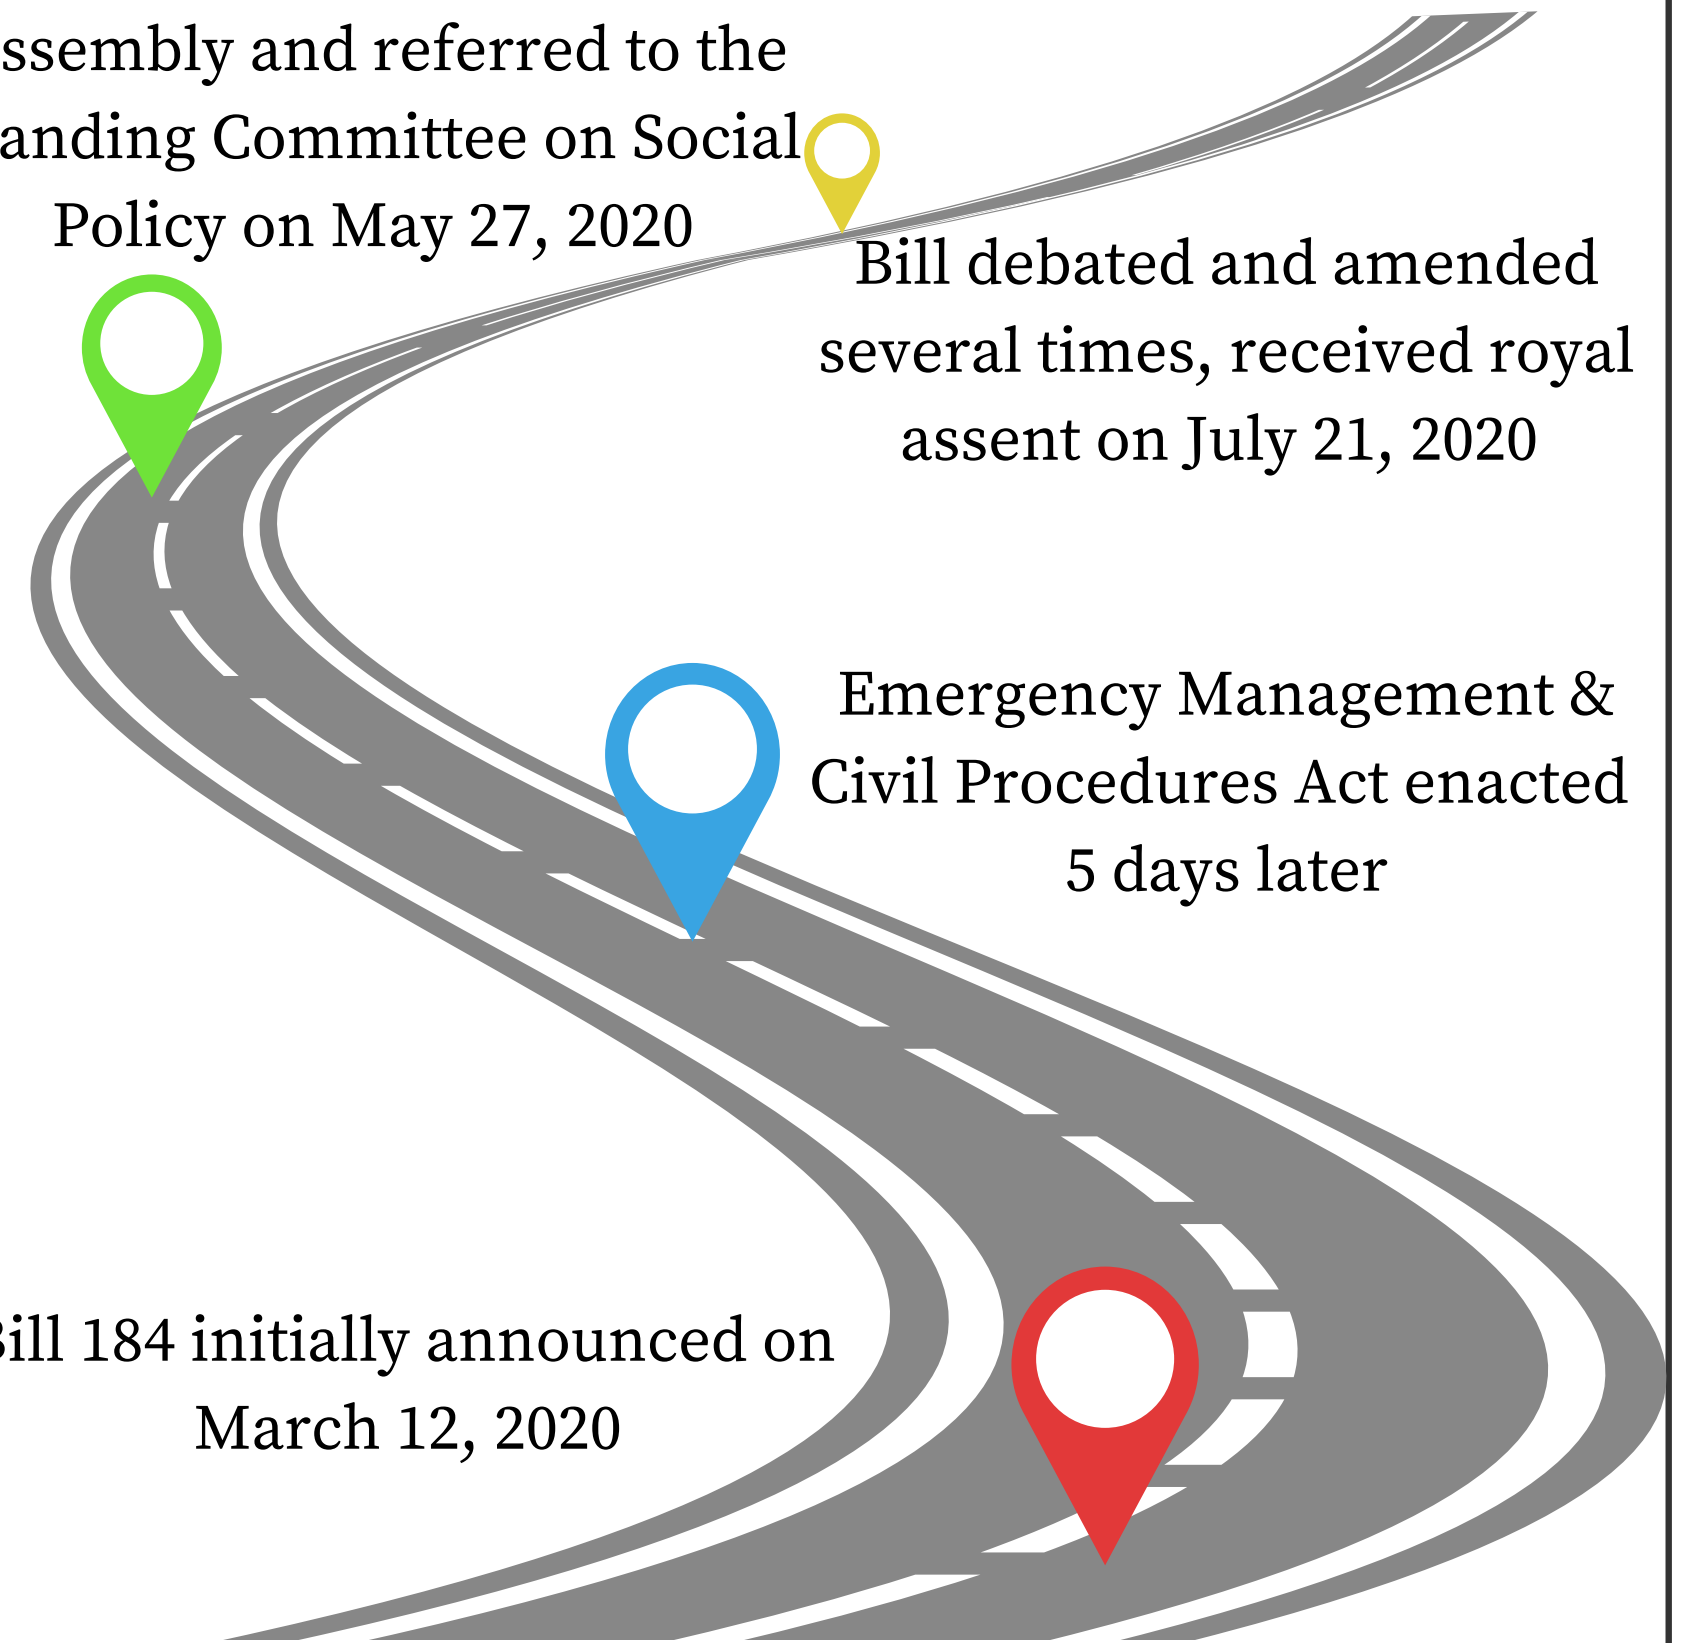 ssembly and referred to the
anding Committee on Social
Policy on May 27, 2020
Bill debated and amended
several times, received royal
assent on July 21, 2020
Emergency Management &
Civil Procedures Act enacted
5 days later
Bill 184 initially announced on
March 12, 2020